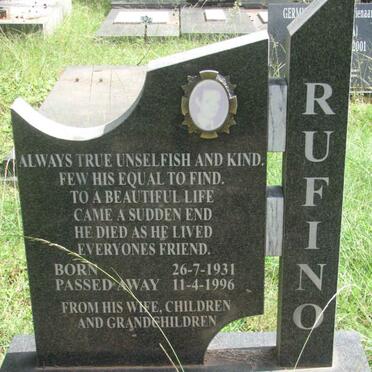 ALWAYS TRUE UNSELFISH AND KIND.
FEW HIS EQUAL TO FIND.
TO A BEAUTIFUL LIFE
CAME A SUDDEN END
HE DIED AS HE LIVED
EVERYONES FRIEND.
BORN 26-7-1931
PASSED AWAY 11-4-1996
FROM HIS WIFE, CHILDREN
AND GRANDCHILDREN
RUFINO
2001